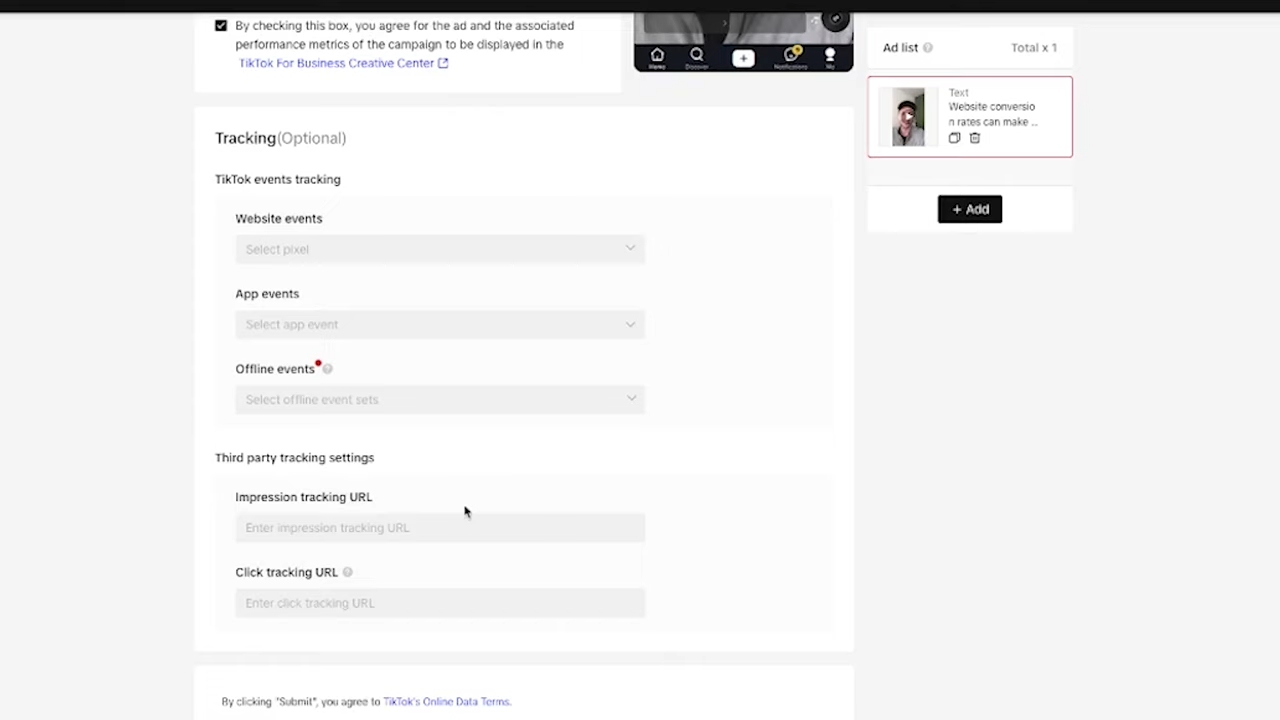 By checking this box, you agree for the ad and the associated
performance metrics of the campaign to be displayed in the
TikTok For Business Creative Center
Home
Discover
Notifications
Me
Ad list
Total x 1
Text
Website conversio
n rates can make ...
+ Add
Tracking(Optional)
TikTok events tracking
Website events
Select pixel
App events
Select app event
Offline events
Select offline event sets
Third party tracking settings
Impression tracking URL
Enter impression tracking URL
Click tracking URL
Enter click tracking URL
By clicking "Submit", you agree to TikTok's Online Data Terms.